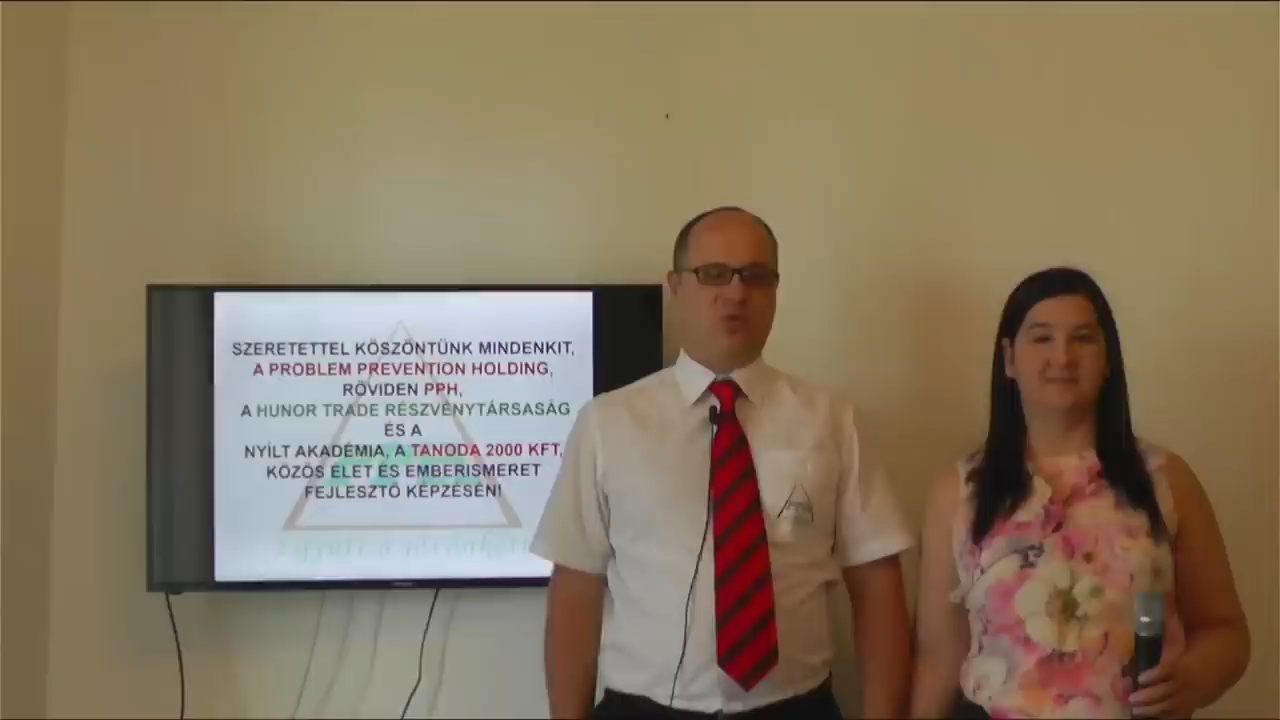 SZERETETTEL KÖSZÖNTÜNK MINDENKIT,
A PROBLEM PREVENTION HOLDING,
RÖVIDEN PPH,
A HUNOR TRADE RÉSZVÉNYTÁRSASÁG
ÉS A
NYÍLT AKADÉMIA, A TANODA 2000 KFT,
KÖZÖS ÉLET ÉS EMBERISMERET
FEJLESZTŐ KÉPZÉSÉN!